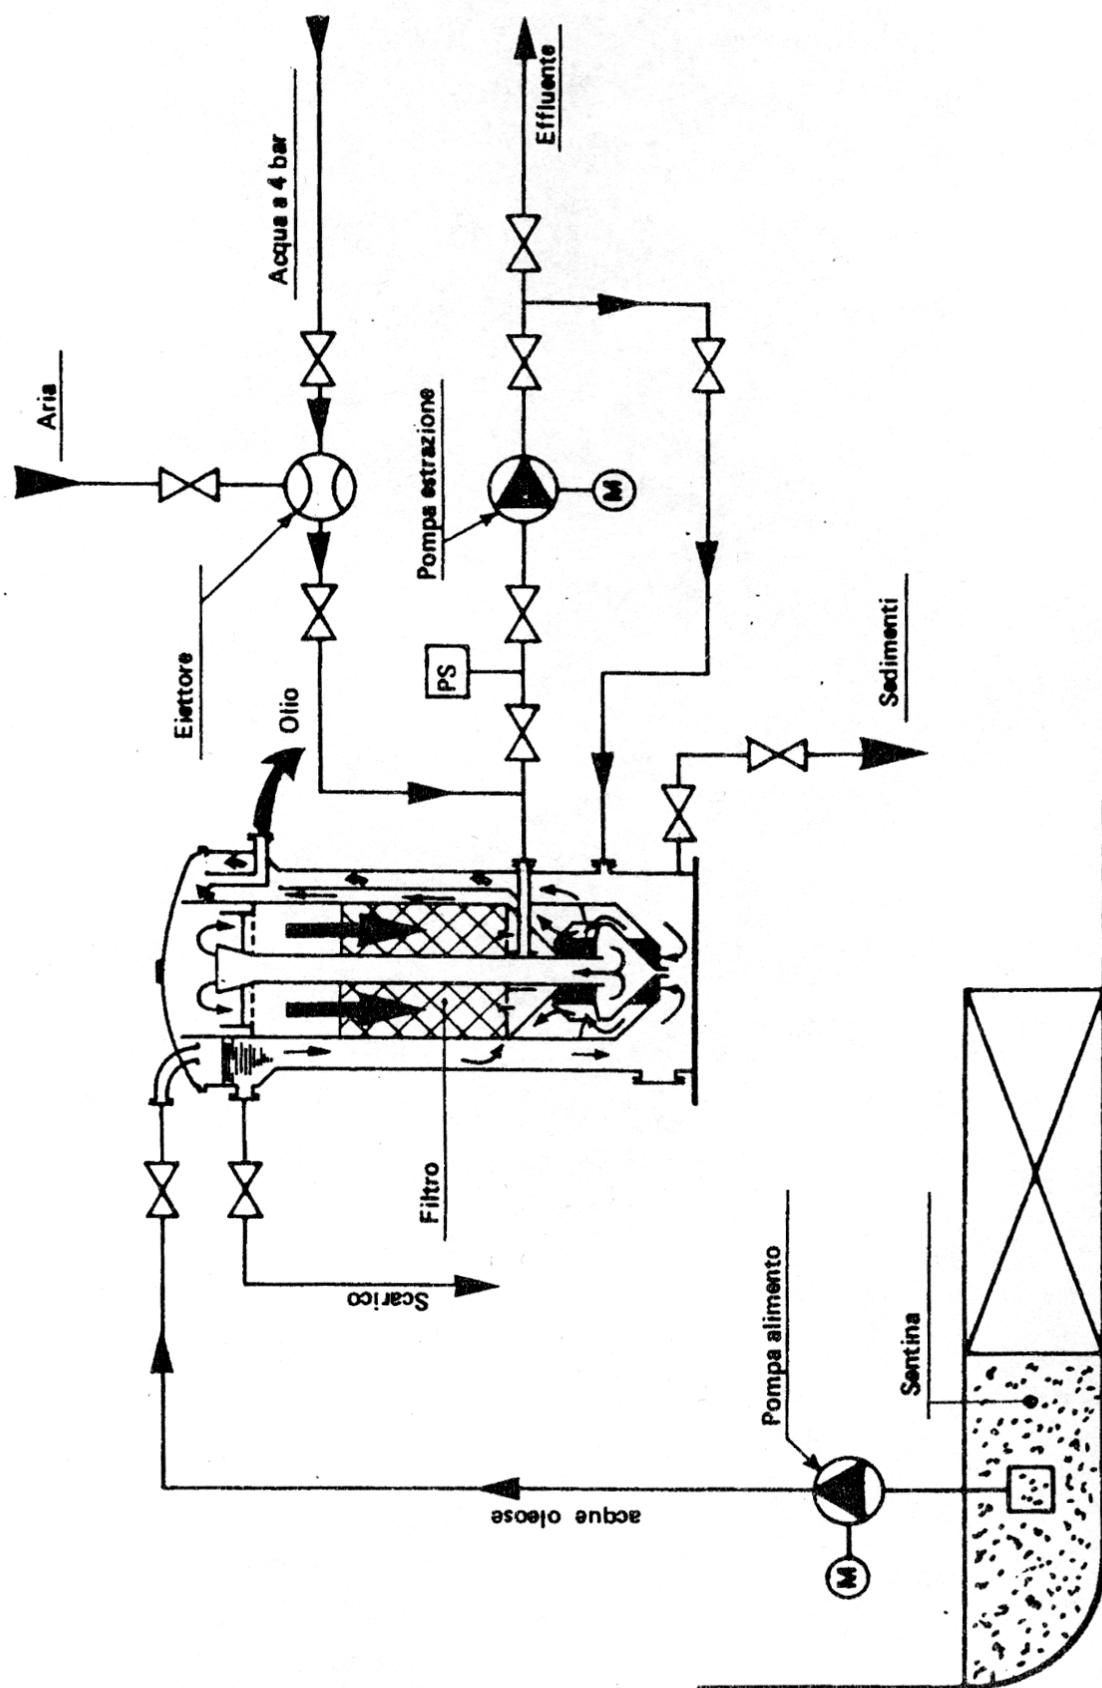 Aria
Acqua a 4 bar
Effluente
Eiettore
Pompa estrazione
M
PS
Olio
Sedimenti
Filtro
Scarico
acque oleose
Pompa alimento
M
Sentina